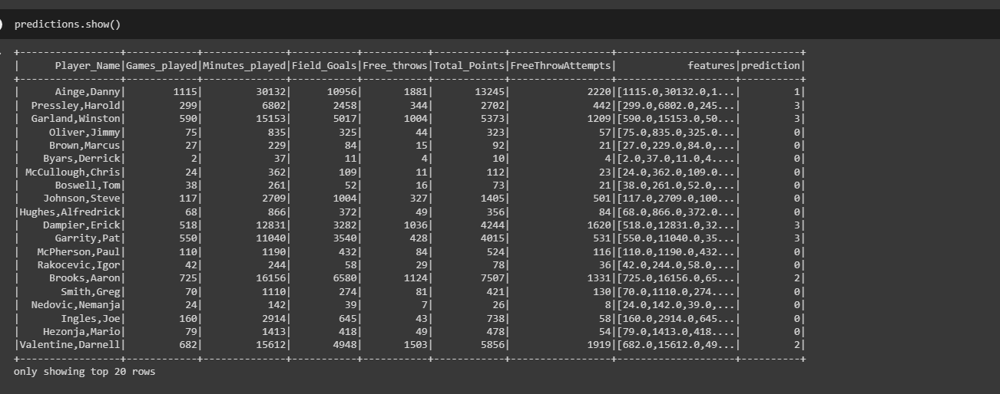 predictions.show()
+-----------------+------------+--------------+-----------+-----------+------------+-----------------+--------------------+----------+
|      Player_Name|Games_played|Minutes_played|Field_Goals|Free_throws|Total_Points|FreeThrowAttempts|            features|prediction|
+-----------------+------------+--------------+-----------+-----------+------------+-----------------+--------------------+----------+
|      Ainge,Danny|        1115|         30132|      10956|       1881|       13245|             2220|[1115.0,30132.0,1...|         1|
|  Pressley,Harold|         299|          6802|       2458|        344|        2702|              442|[299.0,6802.0,245...|         3|
|  Garland,Winston|         590|         15153|       5017|       1004|        5373|             1209|[590.0,15153.0,50...|         3|
|     Oliver,Jimmy|          75|           835|        325|         44|         323|               57|[75.0,835.0,325.0...|         0|
|     Brown,Marcus|          27|           229|         84|         15|          92|               21|[27.0,229.0,84.0,...|         0|
|    Byars,Derrick|           2|            37|         11|          4|          10|                4|[2.0,37.0,11.0,4....|         0|
| McCullough,Chris|          24|           362|        109|         11|         112|               23|[24.0,362.0,109.0...|         0|
|      Boswell,Tom|          38|           261|         52|         16|          73|               21|[38.0,261.0,52.0,...|         0|
|    Johnson,Steve|         117|          2709|       1004|        327|        1405|              501|[117.0,2709.0,100...|         0|
|Hughes,Alfredrick|          68|           866|        372|         49|         356|               84|[68.0,866.0,372.0...|         0|
|    Dampier,Erick|         518|         12831|       3282|       1036|        4244|             1620|[518.0,12831.0,32...|         3|
|      Garrity,Pat|         550|         11040|       3540|        428|        4015|              531|[550.0,11040.0,35...|         3|
|   McPherson,Paul|         110|          1190|        432|         84|         524|              116|[110.0,1190.0,432...|         0|
|   Rakocevic,Igor|          42|           244|         58|         29|          78|               36|[42.0,244.0,58.0,...|         0|
|     Brooks,Aaron|         725|         16156|       6580|       1124|        7507|             1331|[725.0,16156.0,65...|         2|
|       Smith,Greg|          70|          1110|        274|         81|         421|              130|[70.0,1110.0,274....|         0|
|  Nedovic,Nemanja|          24|           142|         39|          7|          26|                8|[24.0,142.0,39.0,...|         0|
|       Ingles,Joe|         160|          2914|        645|         43|         738|               58|[160.0,2914.0,645...|         0|
|    Hezonja,Mario|          79|          1413|        418|         49|         478|               54|[79.0,1413.0,418....|         0|
|Valentine,Darnell|         682|         15612|       4948|       1503|        5856|             1919|[682.0,15612.0,49...|         2|
+-----------------+------------+--------------+-----------+-----------+------------+-----------------+--------------------+----------+
only showing top 20 rows